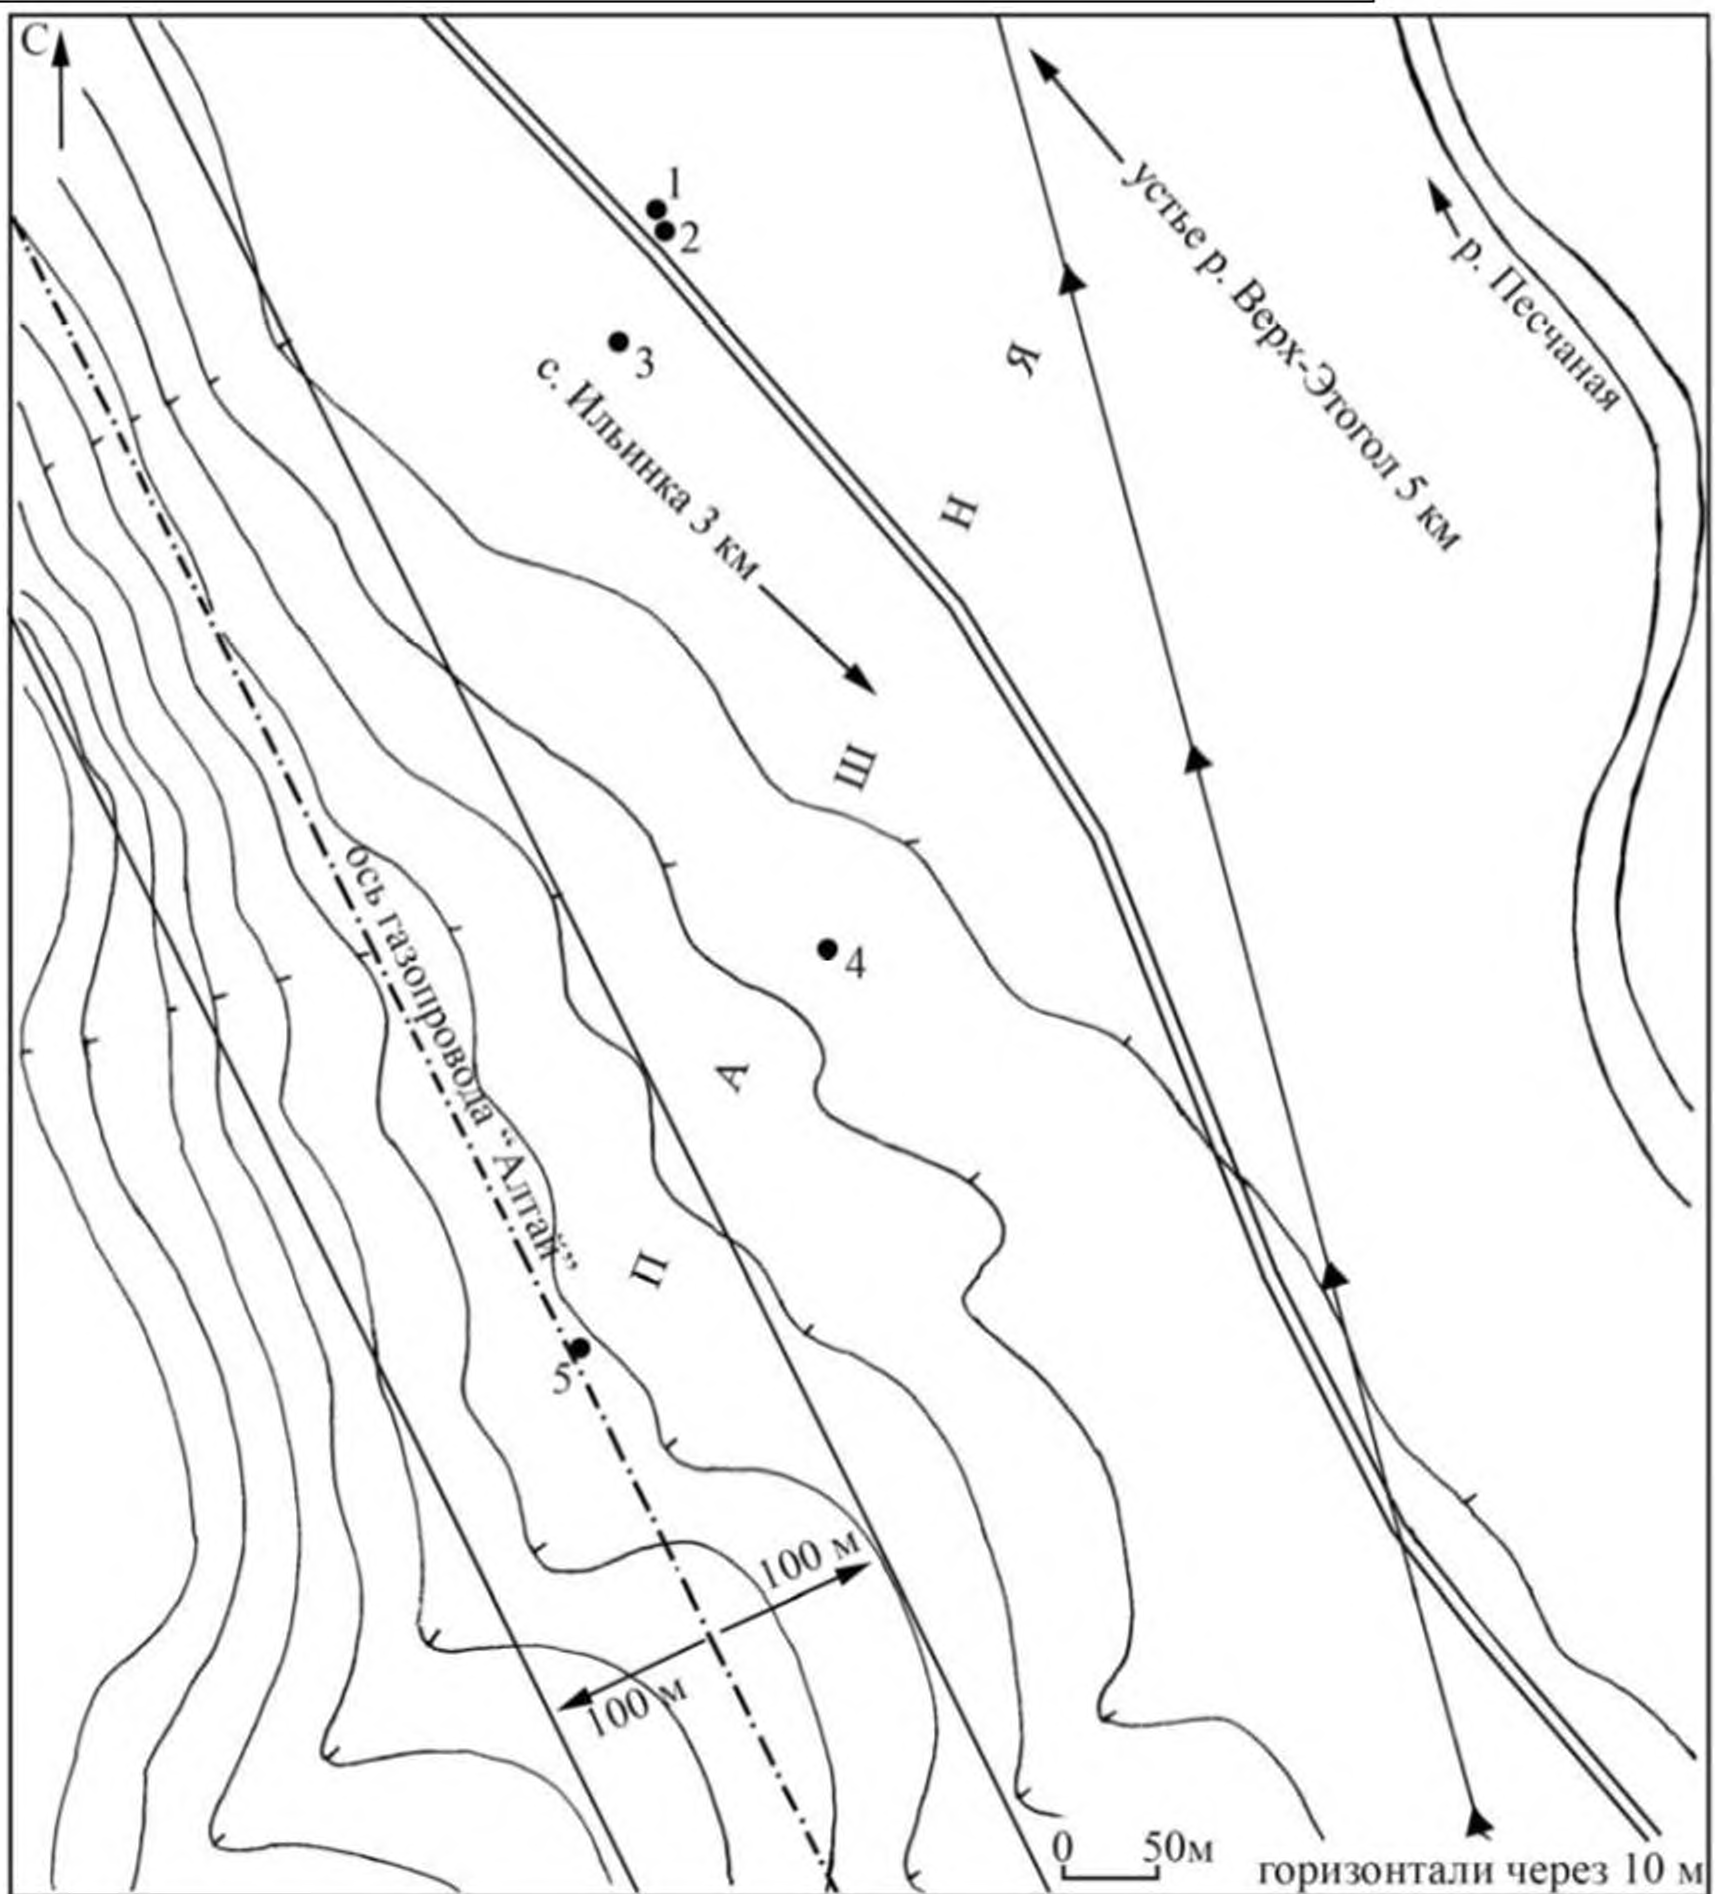 С
1
2
3
с. Ильинка 3 км
устье р. Верх-Этогол 5 км
р. Песчаная
П А Ш Н Я
4
ось газопровода “Алтай”
5
100 м
100 м
0 50м
горизонтали через 10 м